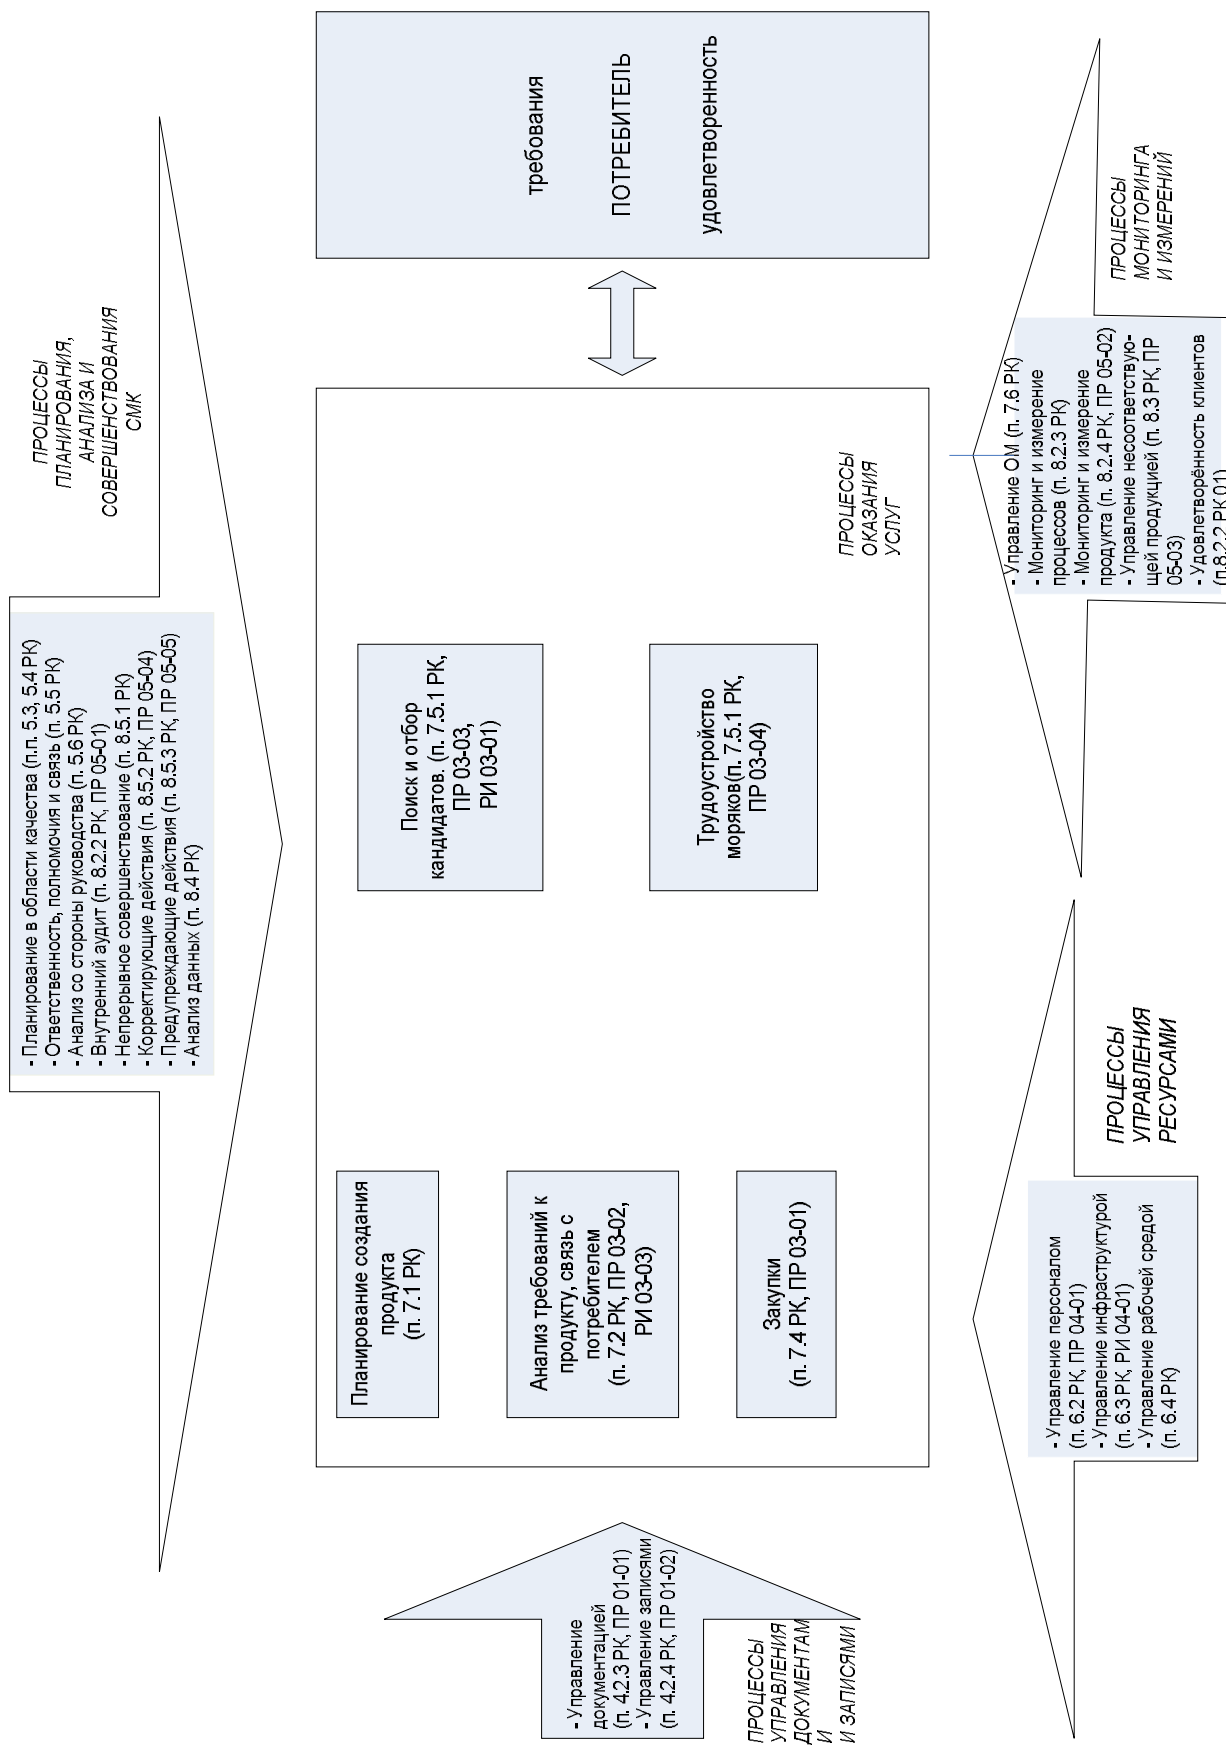 ПРОЦЕССЫ
ПЛАНИРОВАНИЯ,
АНАЛИЗА И
СОВЕРШЕНСТВОВАНИЯ
СМК
- Планирование в области качества (п.п. 5.3, 5.4 РК)
- Ответственность, полномочия и связь (п. 5.5 РК)
- Анализ со стороны руководства (п. 5.6 РК)
- Внутренний аудит (п. 8.2.2 РК, ПР 05-01)
- Непрерывное совершенствование (п. 8.5.1 РК)
- Корректирующие действия (п. 8.5.2 РК, ПР 05-04)
- Предупреждающие действия (п. 8.5.3 РК, ПР 05-05)
- Анализ данных (п. 8.4 РК)
- Управление
документацией
(п. 4.2.3 РК, ПР 01-01)
- Управление записями
(п. 4.2.4 РК, ПР 01-02)
ПРОЦЕССЫ
УПРАВЛЕНИЯ
ДОКУМЕНТАМ
И
И ЗАПИСЯМИ
Планирование создания
продукта
(п. 7.1 РК)
Анализ требований к
продукту, связь с
потребителем
(п. 7.2 РК, ПР 03-02,
РИ 03-03)
Закупки
(п. 7.4 РК, ПР 03-01)
Поиск и отбор
кандидатов. (п. 7.5.1 РК,
ПР 03-03,
РИ 03-01)
Трудоустройство
моряков(п. 7.5.1 РК,
ПР 03-04)
ПРОЦЕССЫ
ОКАЗАНИЯ
УСЛУГ
требования
ПОТРЕБИТЕЛЬ
удовлетворенность
- Управление персоналом
(п. 6.2 РК, ПР 04-01)
- Управление инфраструктурой
(п. 6.3 РК, РИ 04-01)
- Управление рабочей средой
(п. 6.4 РК)
ПРОЦЕССЫ
УПРАВЛЕНИЯ
РЕСУРСАМИ
- Управление ОМ (п. 7.6 РК)
- Мониторинг и измерение
процессов (п. 8.2.3 РК)
- Мониторинг и измерение
продукта (п. 8.2.4 РК, ПР 05-02)
- Управление несоответствую-
щей продукцией (п. 8.3 РК, ПР
05-03)
- Удовлетворённость клиентов
(п.8.2.2 РК 01)
ПРОЦЕССЫ
МОНИТОРИНГА
И ИЗМЕРЕНИЙ